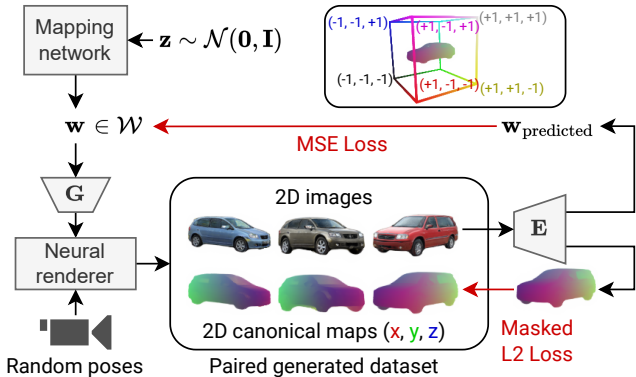 Mapping
network
z ∼ 𝒩(0, I)
(-1, -1, +1)
(+1, -1, +1)
(+1, +1, +1)
(-1, -1, -1)
(+1, -1, -1)
(+1, +1, -1)
w ∈ 𝒲
MSE Loss
w_predicted
G
2D images
E
Neural
renderer
2D canonical maps (x, y, z)
Masked
L2 Loss
Random poses
Paired generated dataset